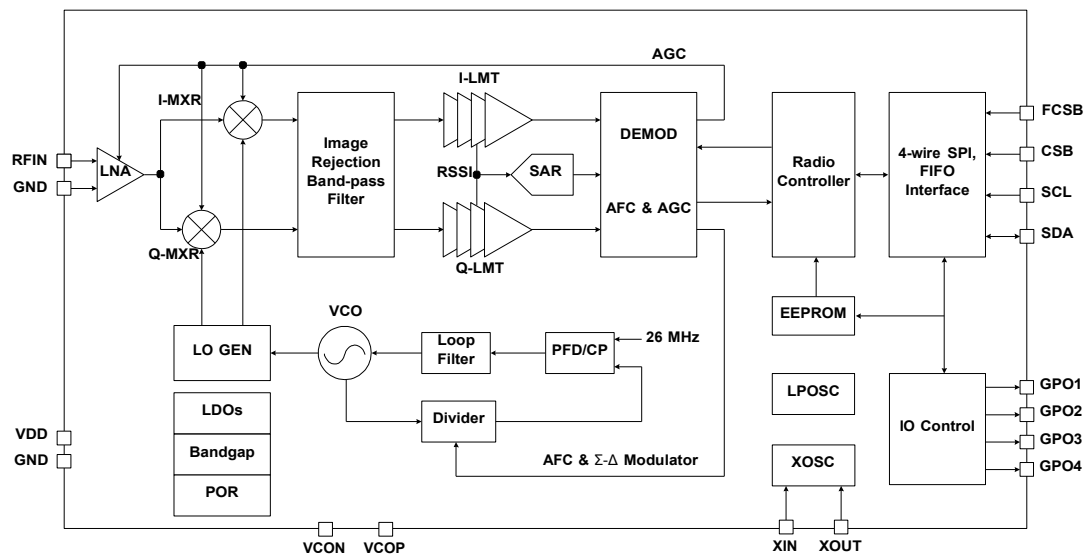 AGC
I-LMT
I-MXR
FCSB
RFIN
LNA
GND
Image
Rejection
Band-pass
Filter
RSSI
SAR
DEMOD
AFC & AGC
Radio
Controller
4-wire SPI,
FIFO
Interface
CSB
SCL
SDA
Q-MXR
Q-LMT
VCO
EEPROM
LO GEN
Loop
Filter
PFD/CP
26 MHz
LDOs
Divider
LPOSC
IO Control
GPO1
GPO2
GPO3
GPO4
VDD
GND
Bandgap
AFC & Σ-Δ Modulator
XOSC
POR
VCON
VCOP
XIN
XOUT